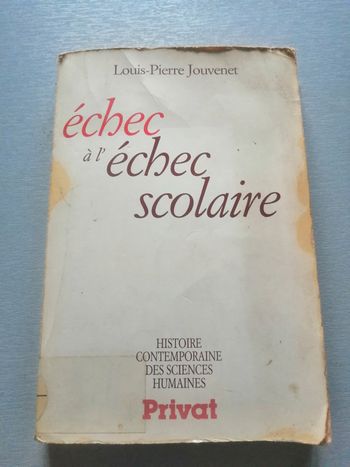 Louis-Pierre Jouvenet
échec
à l'échec
scolaire
HISTOIRE
CONTEMPORAINE
DES SCIENCES
HUMAINES
Privat